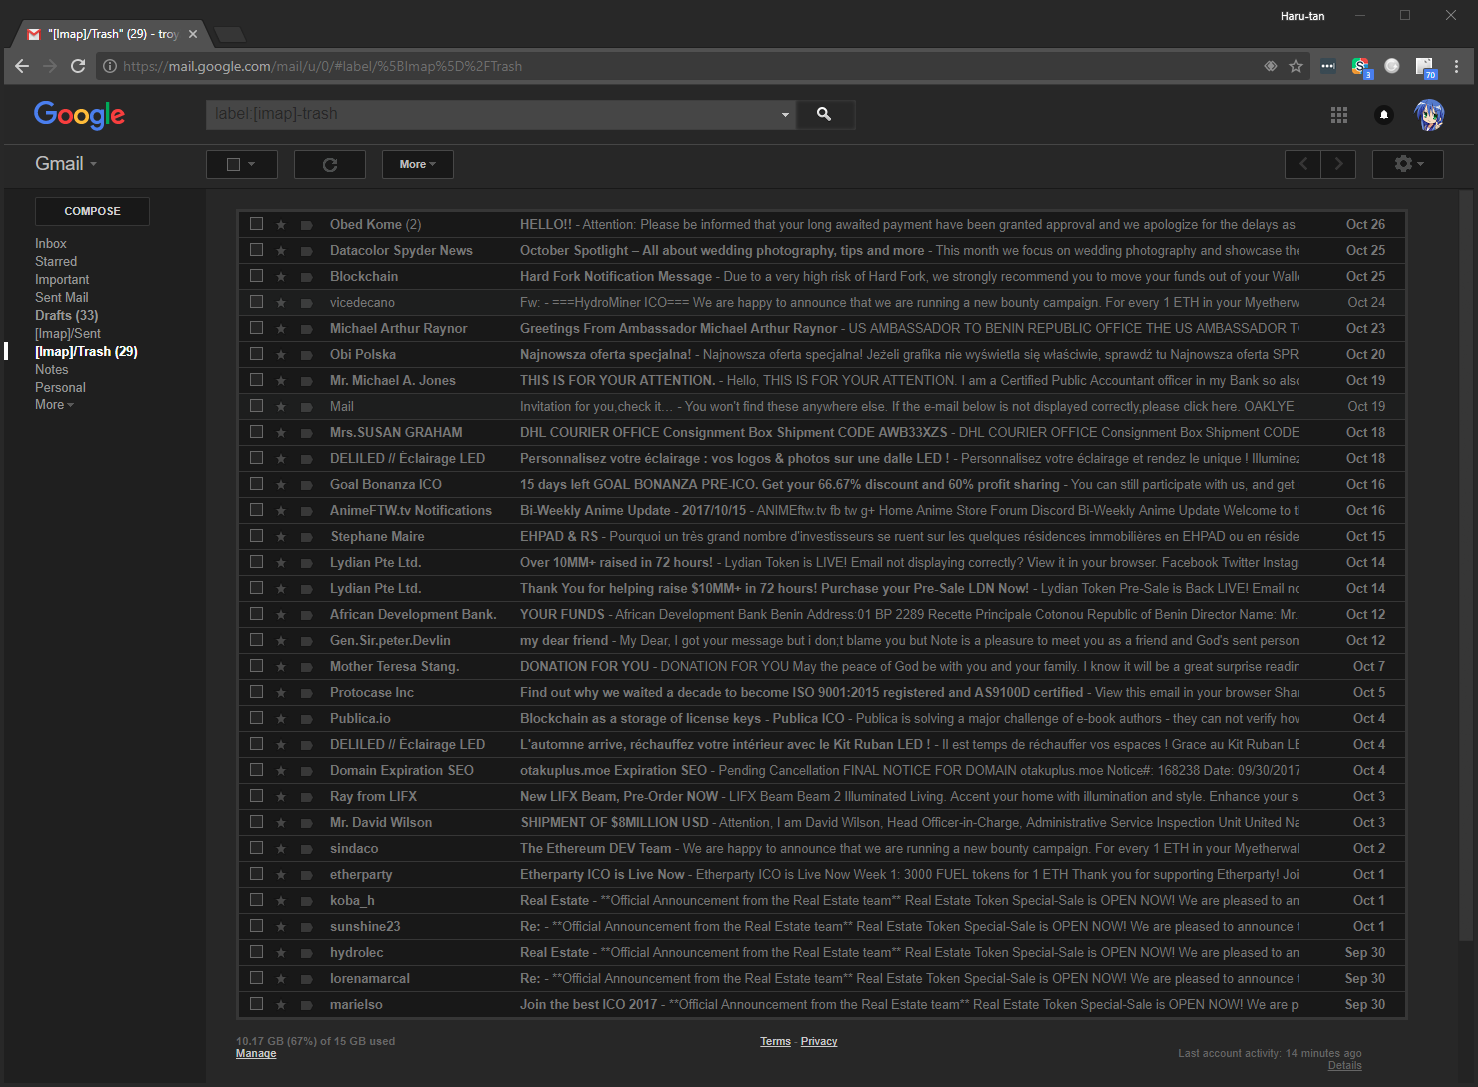 Haru-tan
"[Imap]/Trash" (29) - troy
https://mail.google.com/mail/u/0/#label/%5BImap%5D%2FTrash
3
70
Google
label:[imap]-trash
Gmail
More
COMPOSE
Inbox
Starred
Important
Sent Mail
Drafts (33)
[Imap]/Sent
[Imap]/Trash (29)
Notes
Personal
More
Obed Kome (2) HELLO!! - Attention: Please be informed that your long awaited payment have been granted approval and we apologize for the delays as Oct 26
Datacolor Spyder News October Spotlight – All about wedding photography, tips and more - This month we focus on wedding photography and showcase the Oct 25
Blockchain Hard Fork Notification Message - Due to a very high risk of Hard Fork, we strongly recommend you to move your funds out of your Walle Oct 25
vicedecano Fw: - ===HydroMiner ICO=== We are happy to announce that we are running a new bounty campaign. For every 1 ETH in your Myetherw Oct 24
Michael Arthur Raynor Greetings From Ambassador Michael Arthur Raynor - US AMBASSADOR TO BENIN REPUBLIC OFFICE THE US AMBASSADOR TO Oct 23
Obi Polska Najnowsza oferta specjalna! - Najnowsza oferta specjalna! Jeżeli grafika nie wyświetla się właściwie, sprawdź tu Najnowsza oferta SPR Oct 20
Mr. Michael A. Jones THIS IS FOR YOUR ATTENTION. - Hello, THIS IS FOR YOUR ATTENTION. I am a Certified Public Accountant officer in my Bank so also Oct 19
Mail Invitation for you,check it... - You won't find these anywhere else. If the e-mail below is not displayed correctly,please click here. OAKLYE Oct 19
Mrs.SUSAN GRAHAM DHL COURIER OFFICE Consignment Box Shipment CODE AWB33XZS - DHL COURIER OFFICE Consignment Box Shipment CODE Oct 18
DELILED // Éclairage LED Personnalisez votre éclairage : vos logos & photos sur une dalle LED ! - Personnalisez votre éclairage et rendez le unique ! Illuminez Oct 18
Goal Bonanza ICO 15 days left GOAL BONANZA PRE-ICO. Get your 66.67% discount and 60% profit sharing - You can still participate with us, and get Oct 16
AnimeFTW.tv Notifications Bi-Weekly Anime Update - 2017/10/15 - ANIMEftw.tv fb tw g+ Home Anime Store Forum Discord Bi-Weekly Anime Update Welcome to th Oct 16
Stephane Maire EHPAD & RS - Pourquoi un très grand nombre d'investisseurs se ruent sur les quelques résidences immobilières en EHPAD ou en réside Oct 15
Lydian Pte Ltd. Over 10MM+ raised in 72 hours! - Lydian Token is LIVE! Email not displaying correctly? View it in your browser. Facebook Twitter Instag Oct 14
Lydian Pte Ltd. Thank You for helping raise $10MM+ in 72 hours! Purchase your Pre-Sale LDN Now! - Lydian Token Pre-Sale is Back LIVE! Email no Oct 14
African Development Bank. YOUR FUNDS - African Development Bank Benin Address:01 BP 2289 Recette Principale Cotonou Republic of Benin Director Name: Mr. Oct 12
Gen.Sir.peter.Devlin my dear friend - My Dear, I got your message but i don;t blame you but Note is a pleasure to meet you as a friend and God's sent person Oct 12
Mother Teresa Stang. DONATION FOR YOU - DONATION FOR YOU May the peace of God be with you and your family. I know it will be a great surprise readin Oct 7
Protocase Inc Find out why we waited a decade to become ISO 9001:2015 registered and AS9100D certified - View this email in your browser Shar Oct 5
Publica.io Blockchain as a storage of license keys - Publica ICO - Publica is solving a major challenge of e-book authors - they can not verify how Oct 4
DELILED // Éclairage LED L'automne arrive, réchauffez votre intérieur avec le Kit Ruban LED ! - Il est temps de réchauffer vos espaces ! Grace au Kit Ruban LE Oct 4
Domain Expiration SEO otakuplus.moe Expiration SEO - Pending Cancellation FINAL NOTICE FOR DOMAIN otakuplus.moe Notice#: 168238 Date: 09/30/2017 Oct 4
Ray from LIFX New LIFX Beam, Pre-Order NOW - LIFX Beam Beam 2 Illuminated Living. Accent your home with illumination and style. Enhance your s Oct 3
Mr. David Wilson SHIPMENT OF $8MILLION USD - Attention, I am David Wilson, Head Officer-in-Charge, Administrative Service Inspection Unit United Na Oct 3
sindaco The Ethereum DEV Team - We are happy to announce that we are running a new bounty campaign. For every 1 ETH in your Myetherwal Oct 2
etherparty Etherparty ICO is Live Now - Etherparty ICO is Live Now Week 1: 3000 FUEL tokens for 1 ETH Thank you for supporting Etherparty! Joi Oct 1
koba_h Real Estate - **Official Announcement from the Real Estate team** Real Estate Token Special-Sale is OPEN NOW! We are pleased to an Oct 1
sunshine23 Re: - **Official Announcement from the Real Estate team** Real Estate Token Special-Sale is OPEN NOW! We are pleased to announce t Oct 1
hydrolec Real Estate - **Official Announcement from the Real Estate team** Real Estate Token Special-Sale is OPEN NOW! We are pleased to an Sep 30
lorenamarcal Re: - **Official Announcement from the Real Estate team** Real Estate Token Special-Sale is OPEN NOW! We are pleased to announce t Sep 30
marielso Join the best ICO 2017 - **Official Announcement from the Real Estate team** Real Estate Token Special-Sale is OPEN NOW! We are p Sep 30
10.17 GB (67%) of 15 GB used
Manage
Terms - Privacy
Last account activity: 14 minutes ago
Details